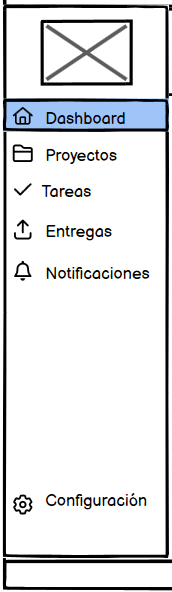 Dashboard
Proyectos
Tareas
Entregas
Notificaciones
Configuración